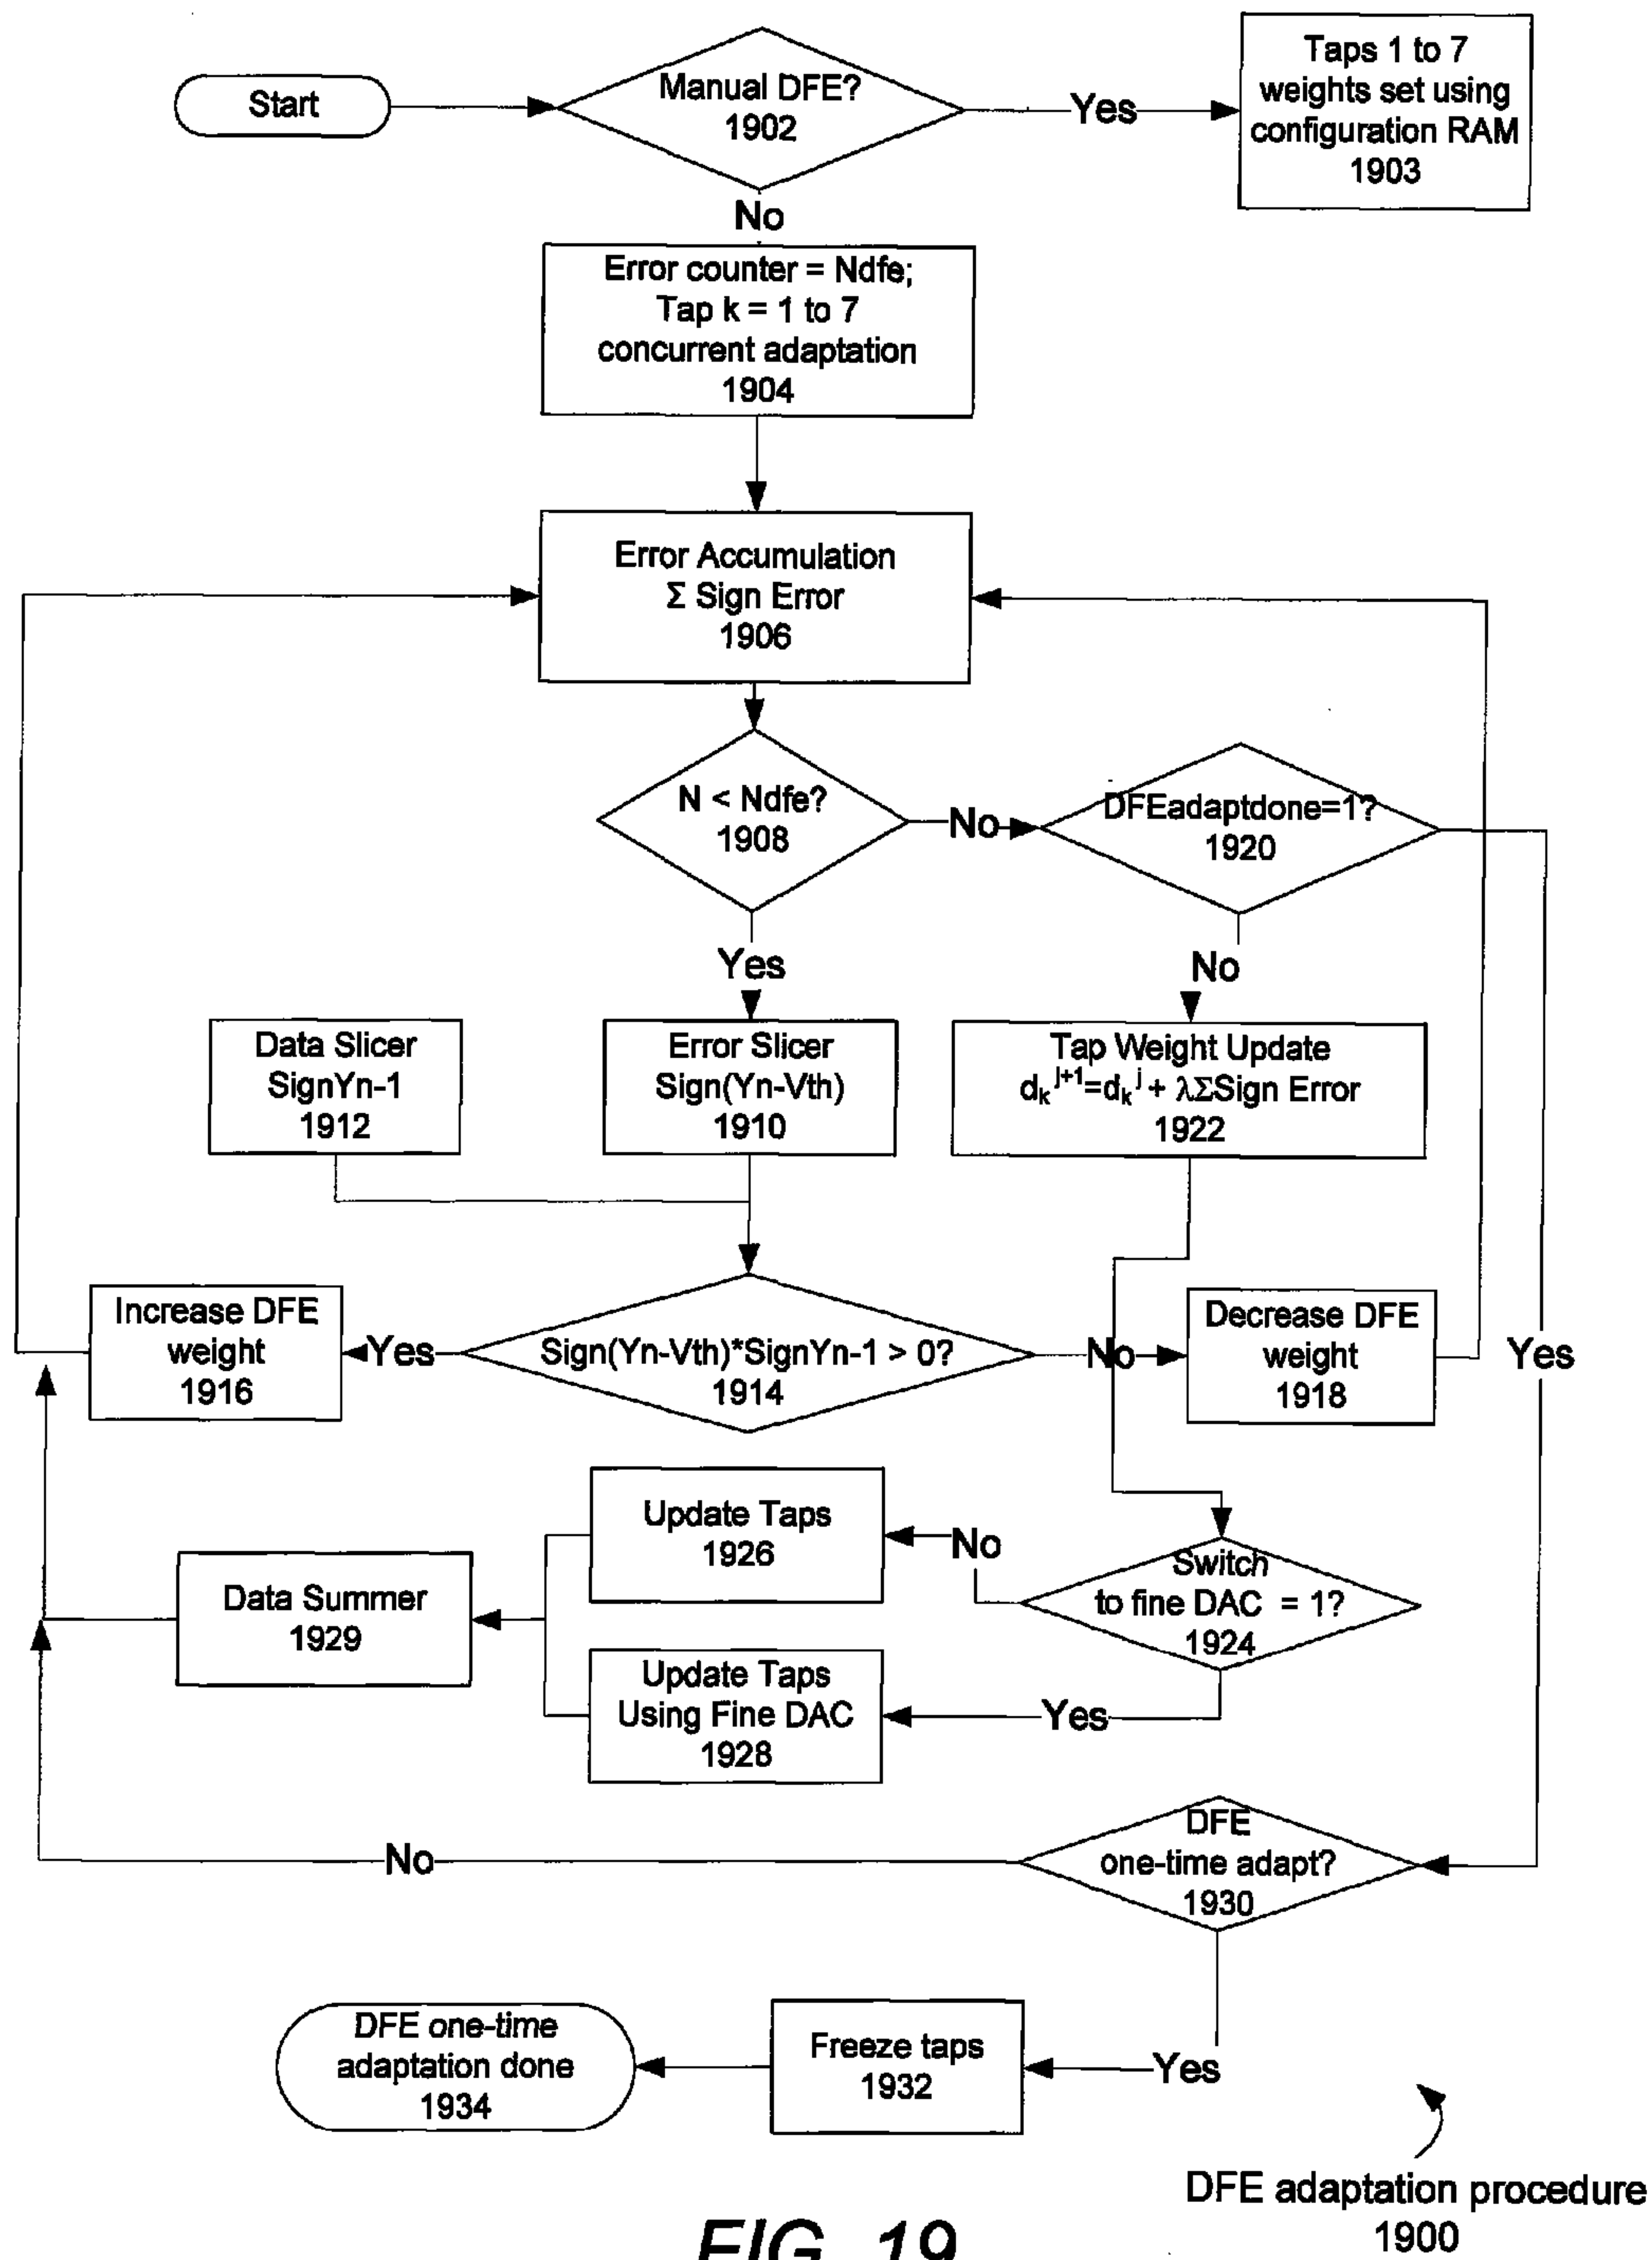 Start
Manual DFE?
1902
Yes
Taps 1 to 7
weights set using
configuration RAM
1903
No
Error counter = Ndfe;
Tap k = 1 to 7
concurrent adaptation
1904
Error Accumulation
Σ Sign Error
1906
N < Ndfe?
1908
No
DFEadaptdone=1?
1920
Yes
No
Data Slicer
SignYn-1
1912
Error Slicer
Sign(Yn-Vth)
1910
Tap Weight Update
dₖʲ⁺¹=dₖʲ + λΣSign Error
1922
Increase DFE
weight
1916
Yes
Sign(Yn-Vth)*SignYn-1 > 0?
1914
No
Decrease DFE
weight
1918
Yes
Update Taps
1926
No
Switch
to fine DAC = 1?
1924
Data Summer
1929
Update Taps
Using Fine DAC
1928
Yes
No
DFE
one-time adapt?
1930
DFE one-time
adaptation done
1934
Freeze taps
1932
Yes
DFE adaptation procedure
1900
FIG. 19